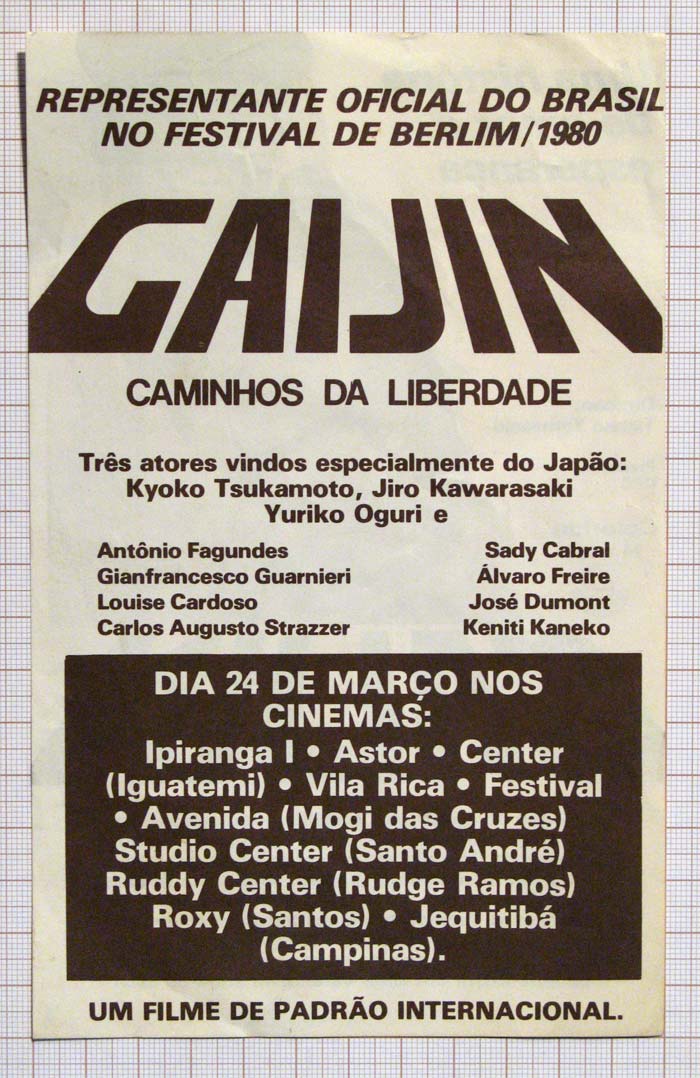 REPRESENTANTE OFICIAL DO BRASIL
NO FESTIVAL DE BERLIM/1980
GAIJIN
CAMINHOS DA LIBERDADE
Três atores vindos especialmente do Japão:
Kyoko Tsukamoto, Jiro Kawarasaki
Yuriko Oguri e
Antônio Fagundes Sady Cabral
Gianfrancesco Guarnieri Álvaro Freire
Louise Cardoso José Dumont
Carlos Augusto Strazzer Keniti Kaneko
DIA 24 DE MARÇO NOS
CINEMAS:
Ipiranga I • Astor • Center
(Iguatemi) • Vila Rica • Festival
• Avenida (Mogi das Cruzes)
Studio Center (Santo André)
Ruddy Center (Rudge Ramos)
Roxy (Santos) • Jequitibá
(Campinas).
UM FILME DE PADRÃO INTERNACIONAL.